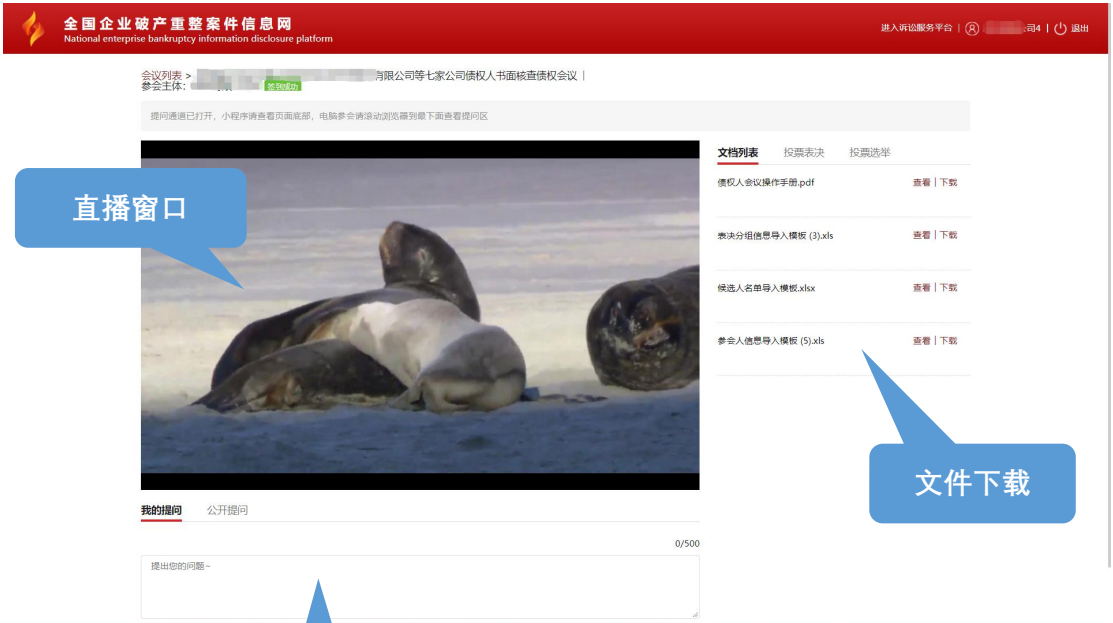 全国企业破产重整案件信息网
National enterprise bankruptcy information disclosure platform
进入诉讼服务平台 | 司4 | 退出
会议列表 > 有限公司等七家公司债权人书面核查债权会议 |
参会主体: 签到成功
提问通道已打开，小程序请查看页面底部，电脑参会请滚动浏览器到最下面查看提问区
直播窗口
文档列表 投票表决 投票选举
债权人会议操作手册.pdf 查看 | 下载
表决分组信息导入模板 (3).xls 查看 | 下载
候选人名单导入模板.xlsx 查看 | 下载
参会人信息导入模板 (5).xls 查看 | 下载
文件下载
我的提问 公开提问
0/500
提出您的问题~